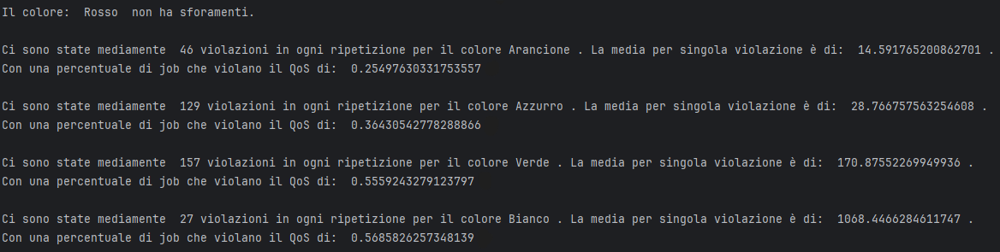 Il colore:  Rosso  non ha sforamenti.
Ci sono state mediamente  46 violazioni in ogni ripetizione per il colore Arancione . La media per singola violazione è di:  14.591765200862701 .
Con una percentuale di job che violano il QoS di:  0.25497630331753557
Ci sono state mediamente  129 violazioni in ogni ripetizione per il colore Azzurro . La media per singola violazione è di:  28.766757563254608 .
Con una percentuale di job che violano il QoS di:  0.36430542778288866
Ci sono state mediamente  157 violazioni in ogni ripetizione per il colore Verde . La media per singola violazione è di:  170.87552269949936 .
Con una percentuale di job che violano il QoS di:  0.5559243279123797
Ci sono state mediamente  27 violazioni in ogni ripetizione per il colore Bianco . La media per singola violazione è di:  1068.4466284611747 .
Con una percentuale di job che violano il QoS di:  0.5685826257348139